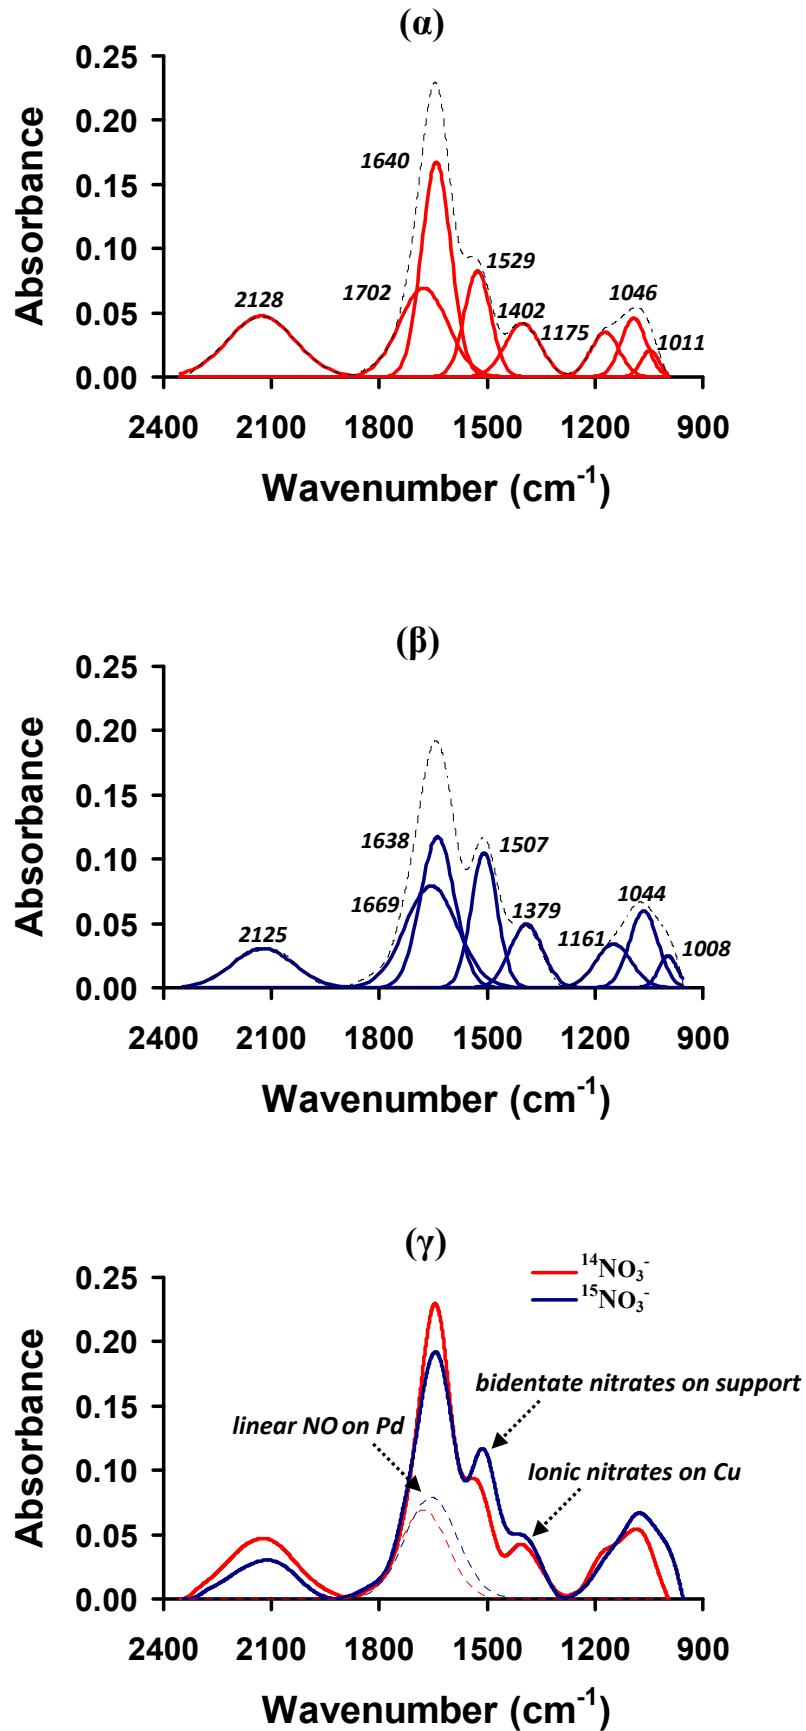 (α)
0.25
0.20
0.15
0.10
0.05
0.00
Absorbance
2128
1702
1640
1529
1402
1175
1046
1011
2400 2100 1800 1500 1200 900
Wavenumber (cm⁻¹)
(β)
0.25
0.20
0.15
0.10
0.05
0.00
Absorbance
2125
1669
1638
1507
1379
1161
1044
1008
2400 2100 1800 1500 1200 900
Wavenumber (cm⁻¹)
(γ)
¹⁴NO₃⁻
¹⁵NO₃⁻
0.25
0.20
0.15
0.10
0.05
0.00
Absorbance
linear NO on Pd
bidentate nitrates on support
Ionic nitrates on Cu
2400 2100 1800 1500 1200 900
Wavenumber (cm⁻¹)